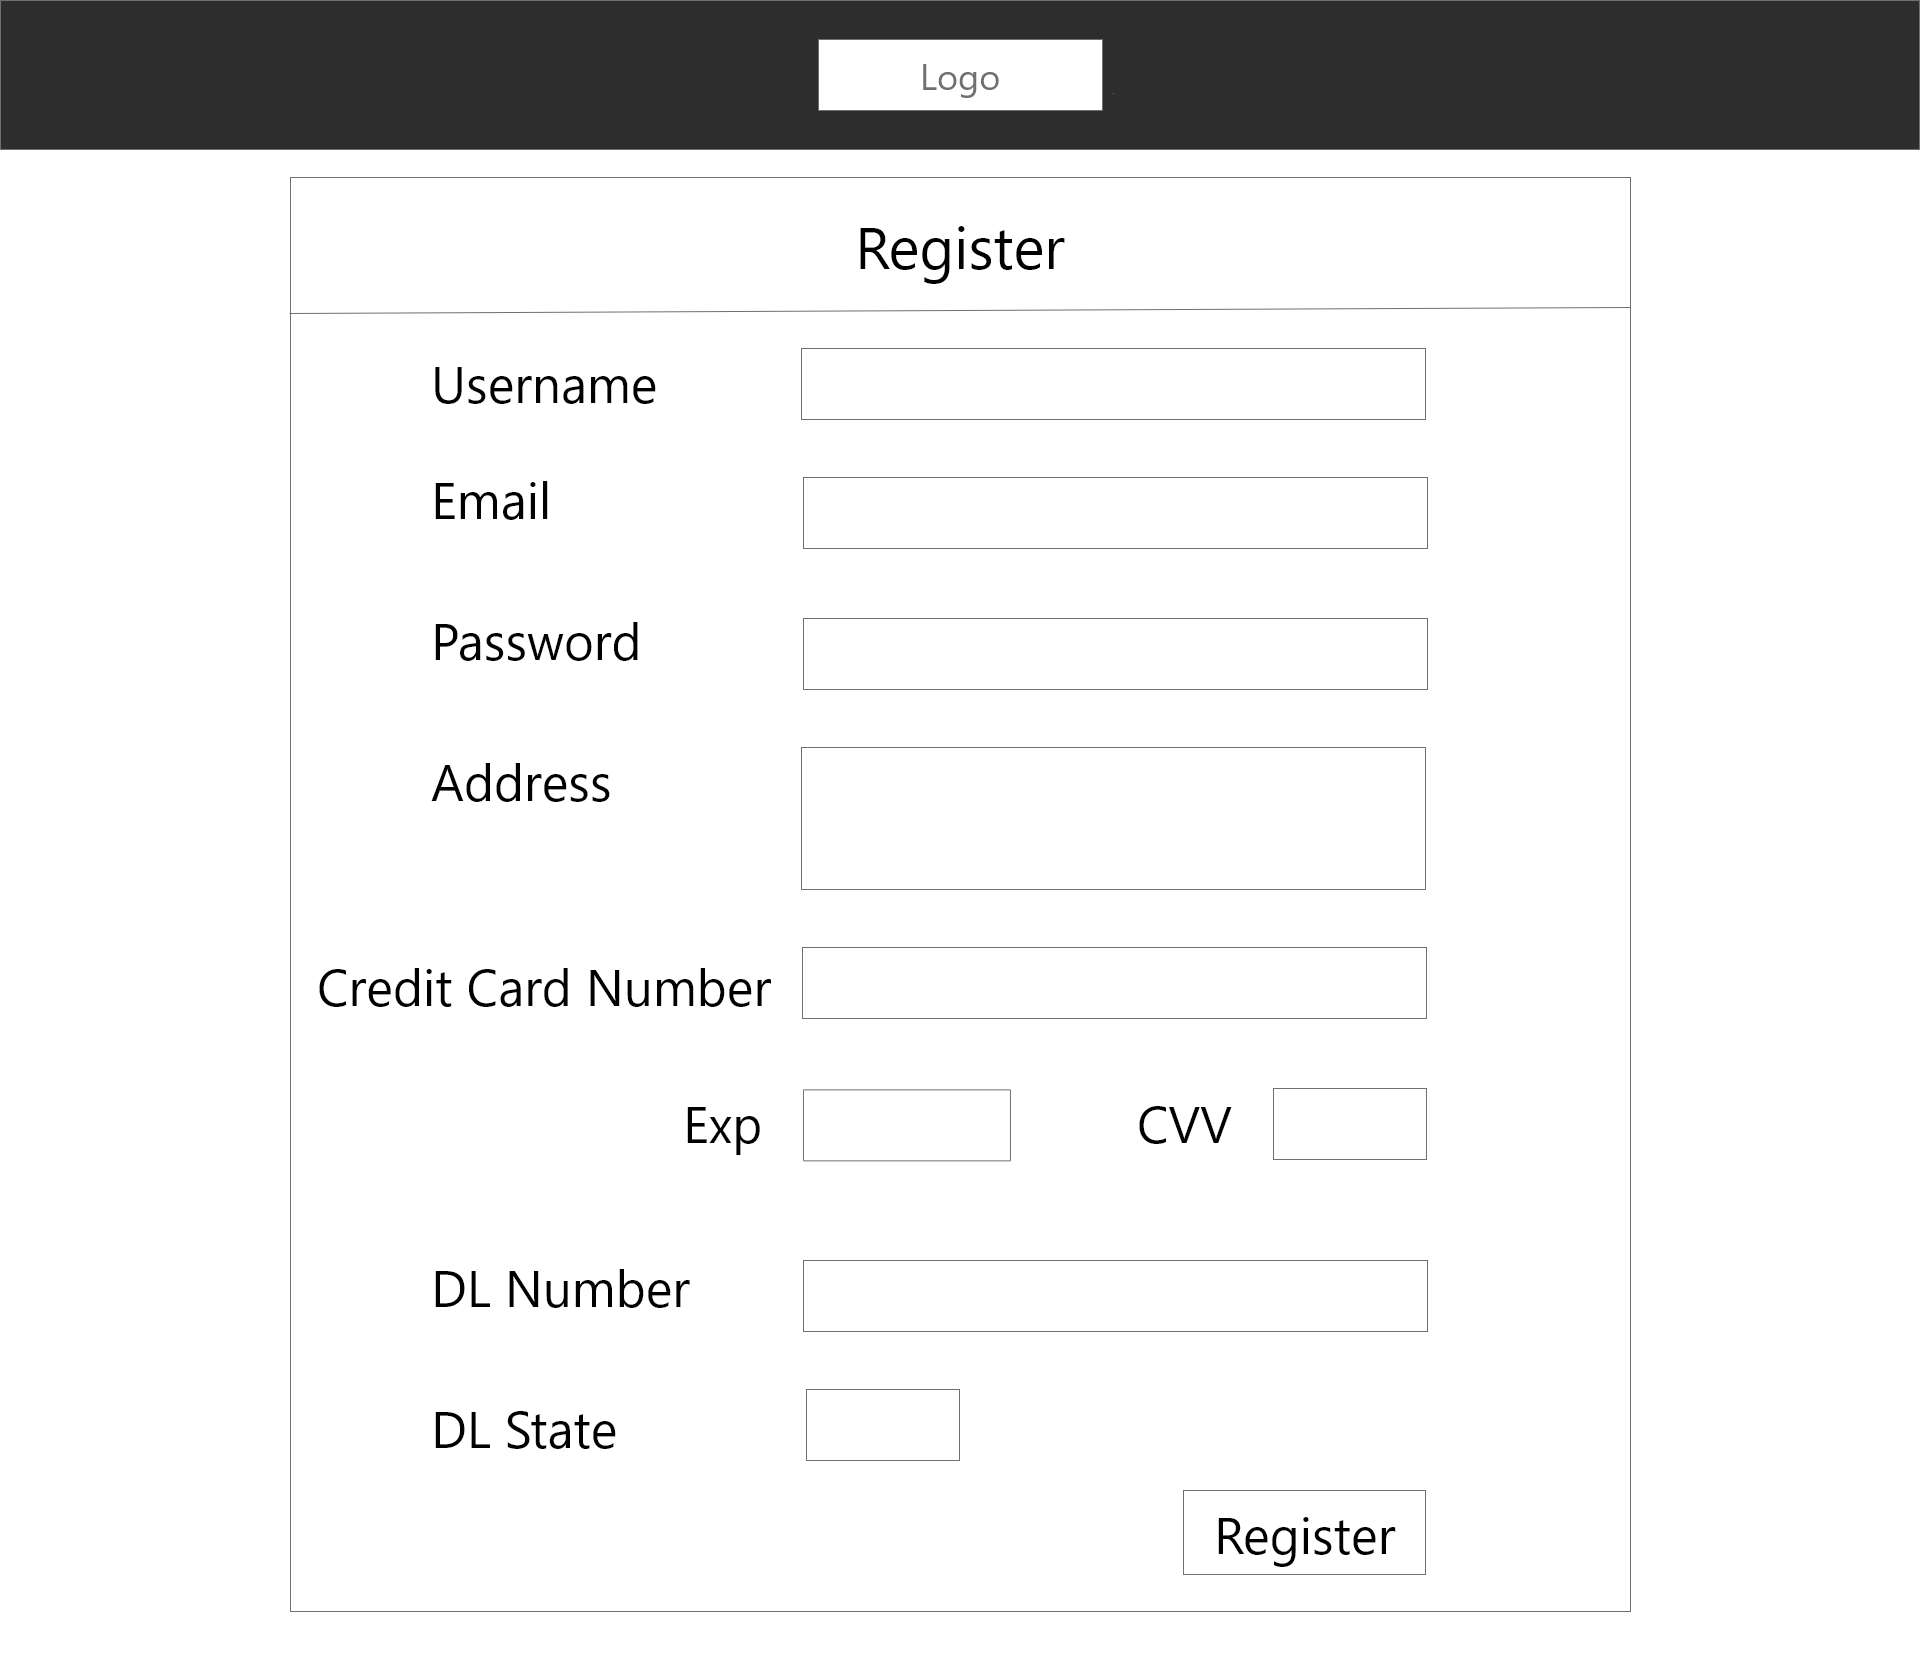 Logo
Register
Username
Email
Password
Address
Credit Card Number
Exp CVV
DL Number
DL State
Register